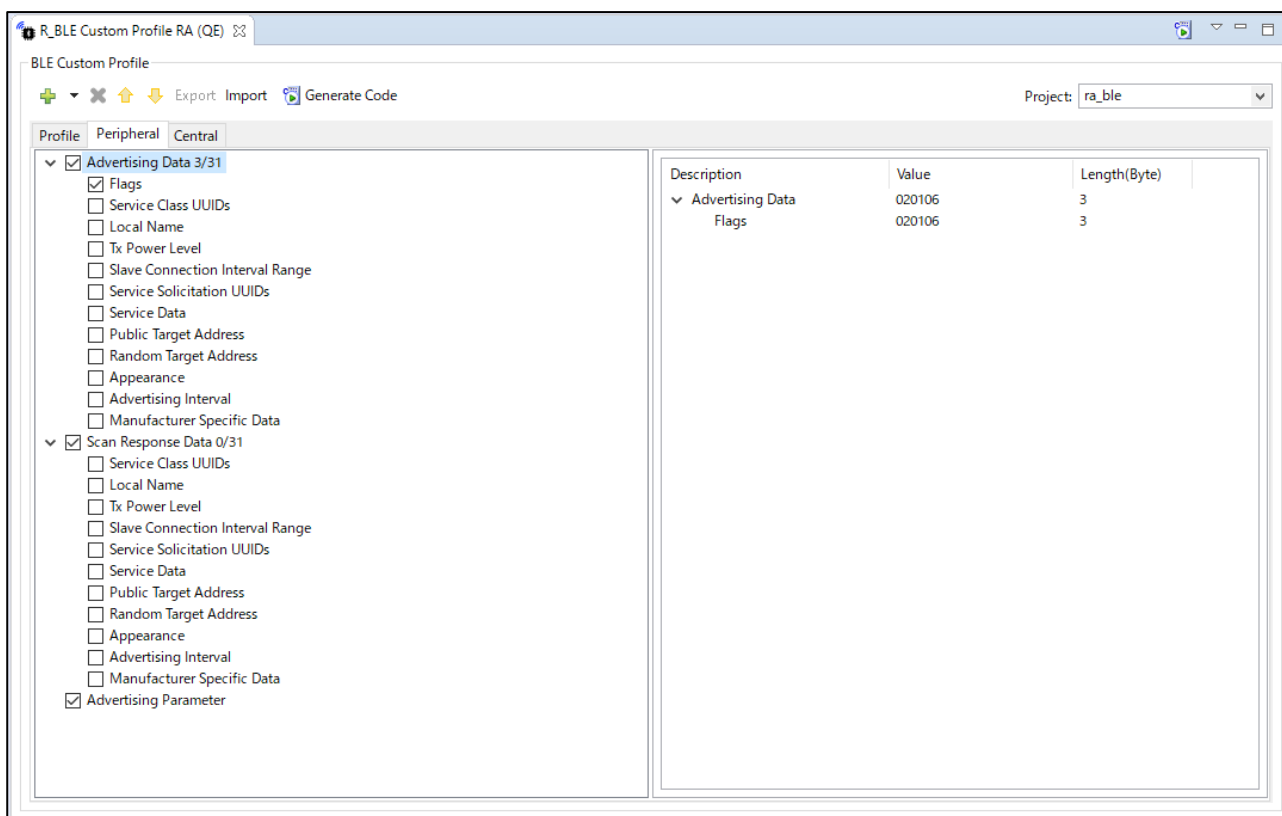 R_BLE Custom Profile RA (QE)
BLE Custom Profile
Export Import Generate Code Project: ra_ble
Profile Peripheral Central
Advertising Data 3/31
Flags
Service Class UUIDs
Local Name
Tx Power Level
Slave Connection Interval Range
Service Solicitation UUIDs
Service Data
Public Target Address
Random Target Address
Appearance
Advertising Interval
Manufacturer Specific Data
Scan Response Data 0/31
Service Class UUIDs
Local Name
Tx Power Level
Slave Connection Interval Range
Service Solicitation UUIDs
Service Data
Public Target Address
Random Target Address
Appearance
Advertising Interval
Manufacturer Specific Data
Advertising Parameter
Description Value Length(Byte)
Advertising Data 020106 3
Flags 020106 3